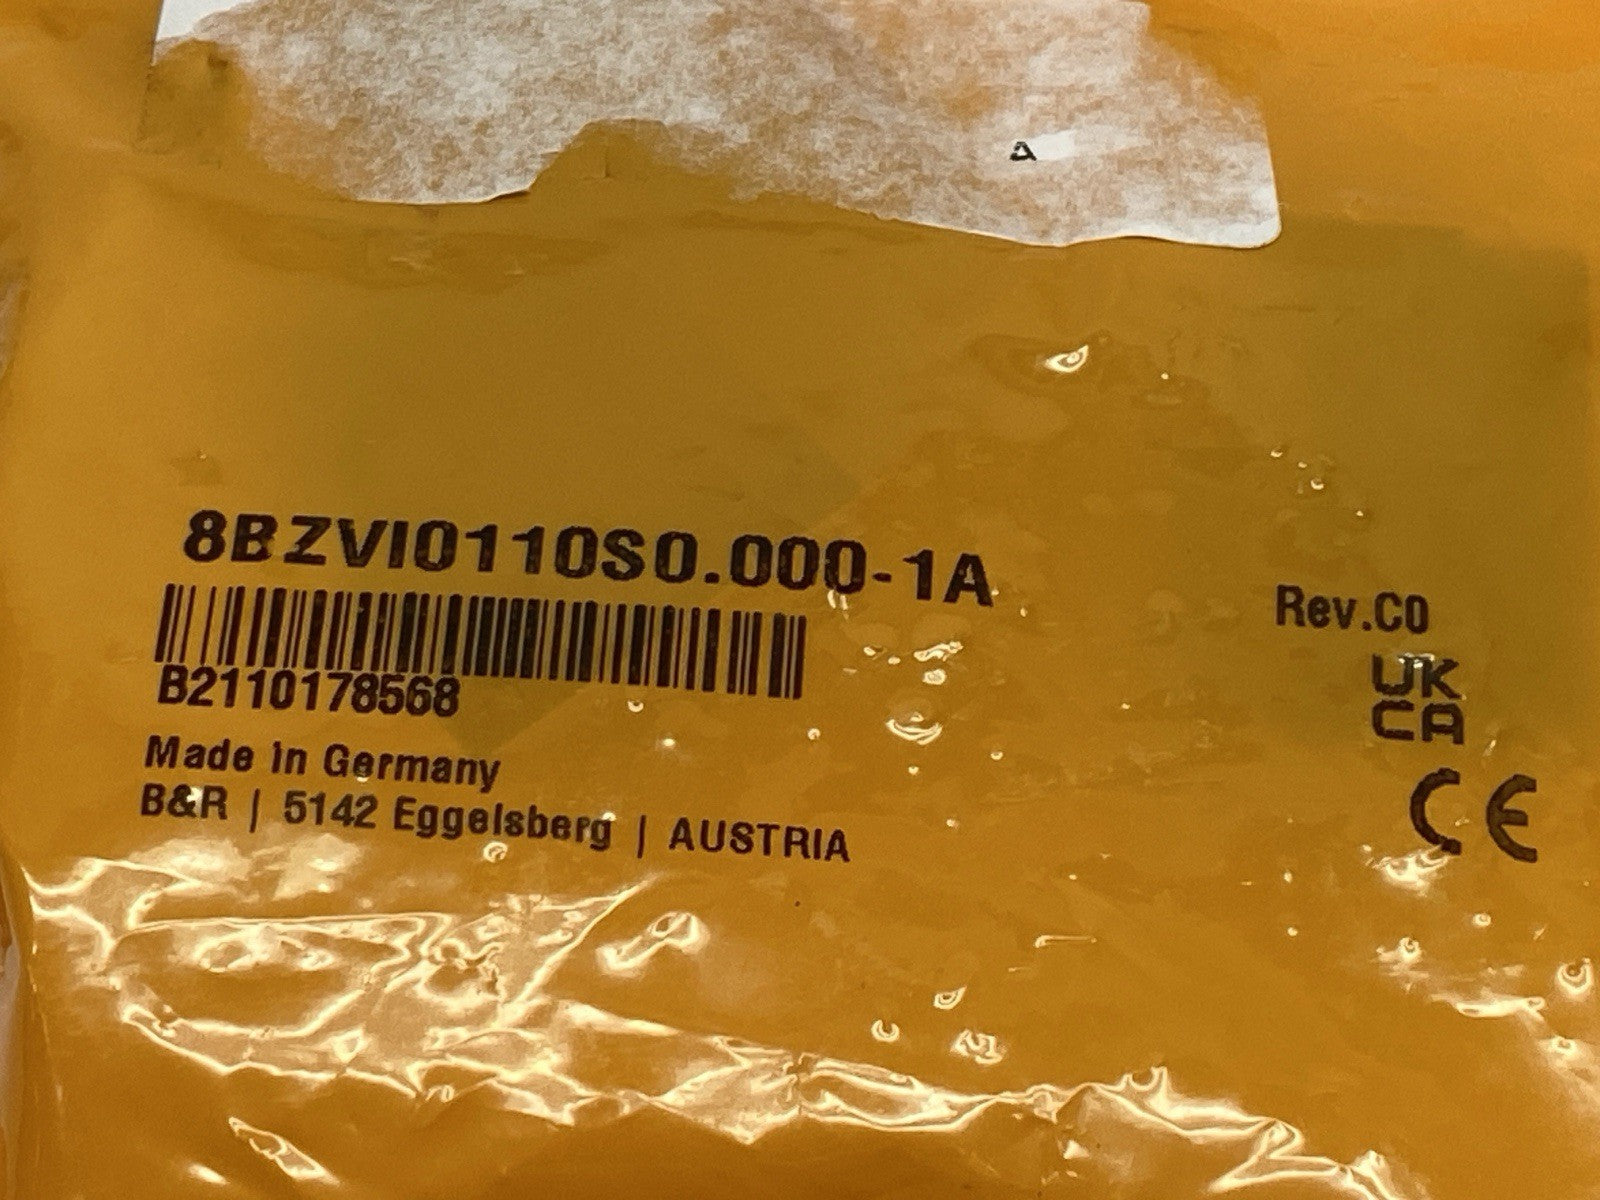 8BZVI0110S0.000-1A
Rev.C0
B2110178568
UK
CA
Made in Germany
B&R | 5142 Eggelsberg | AUSTRIA
CE